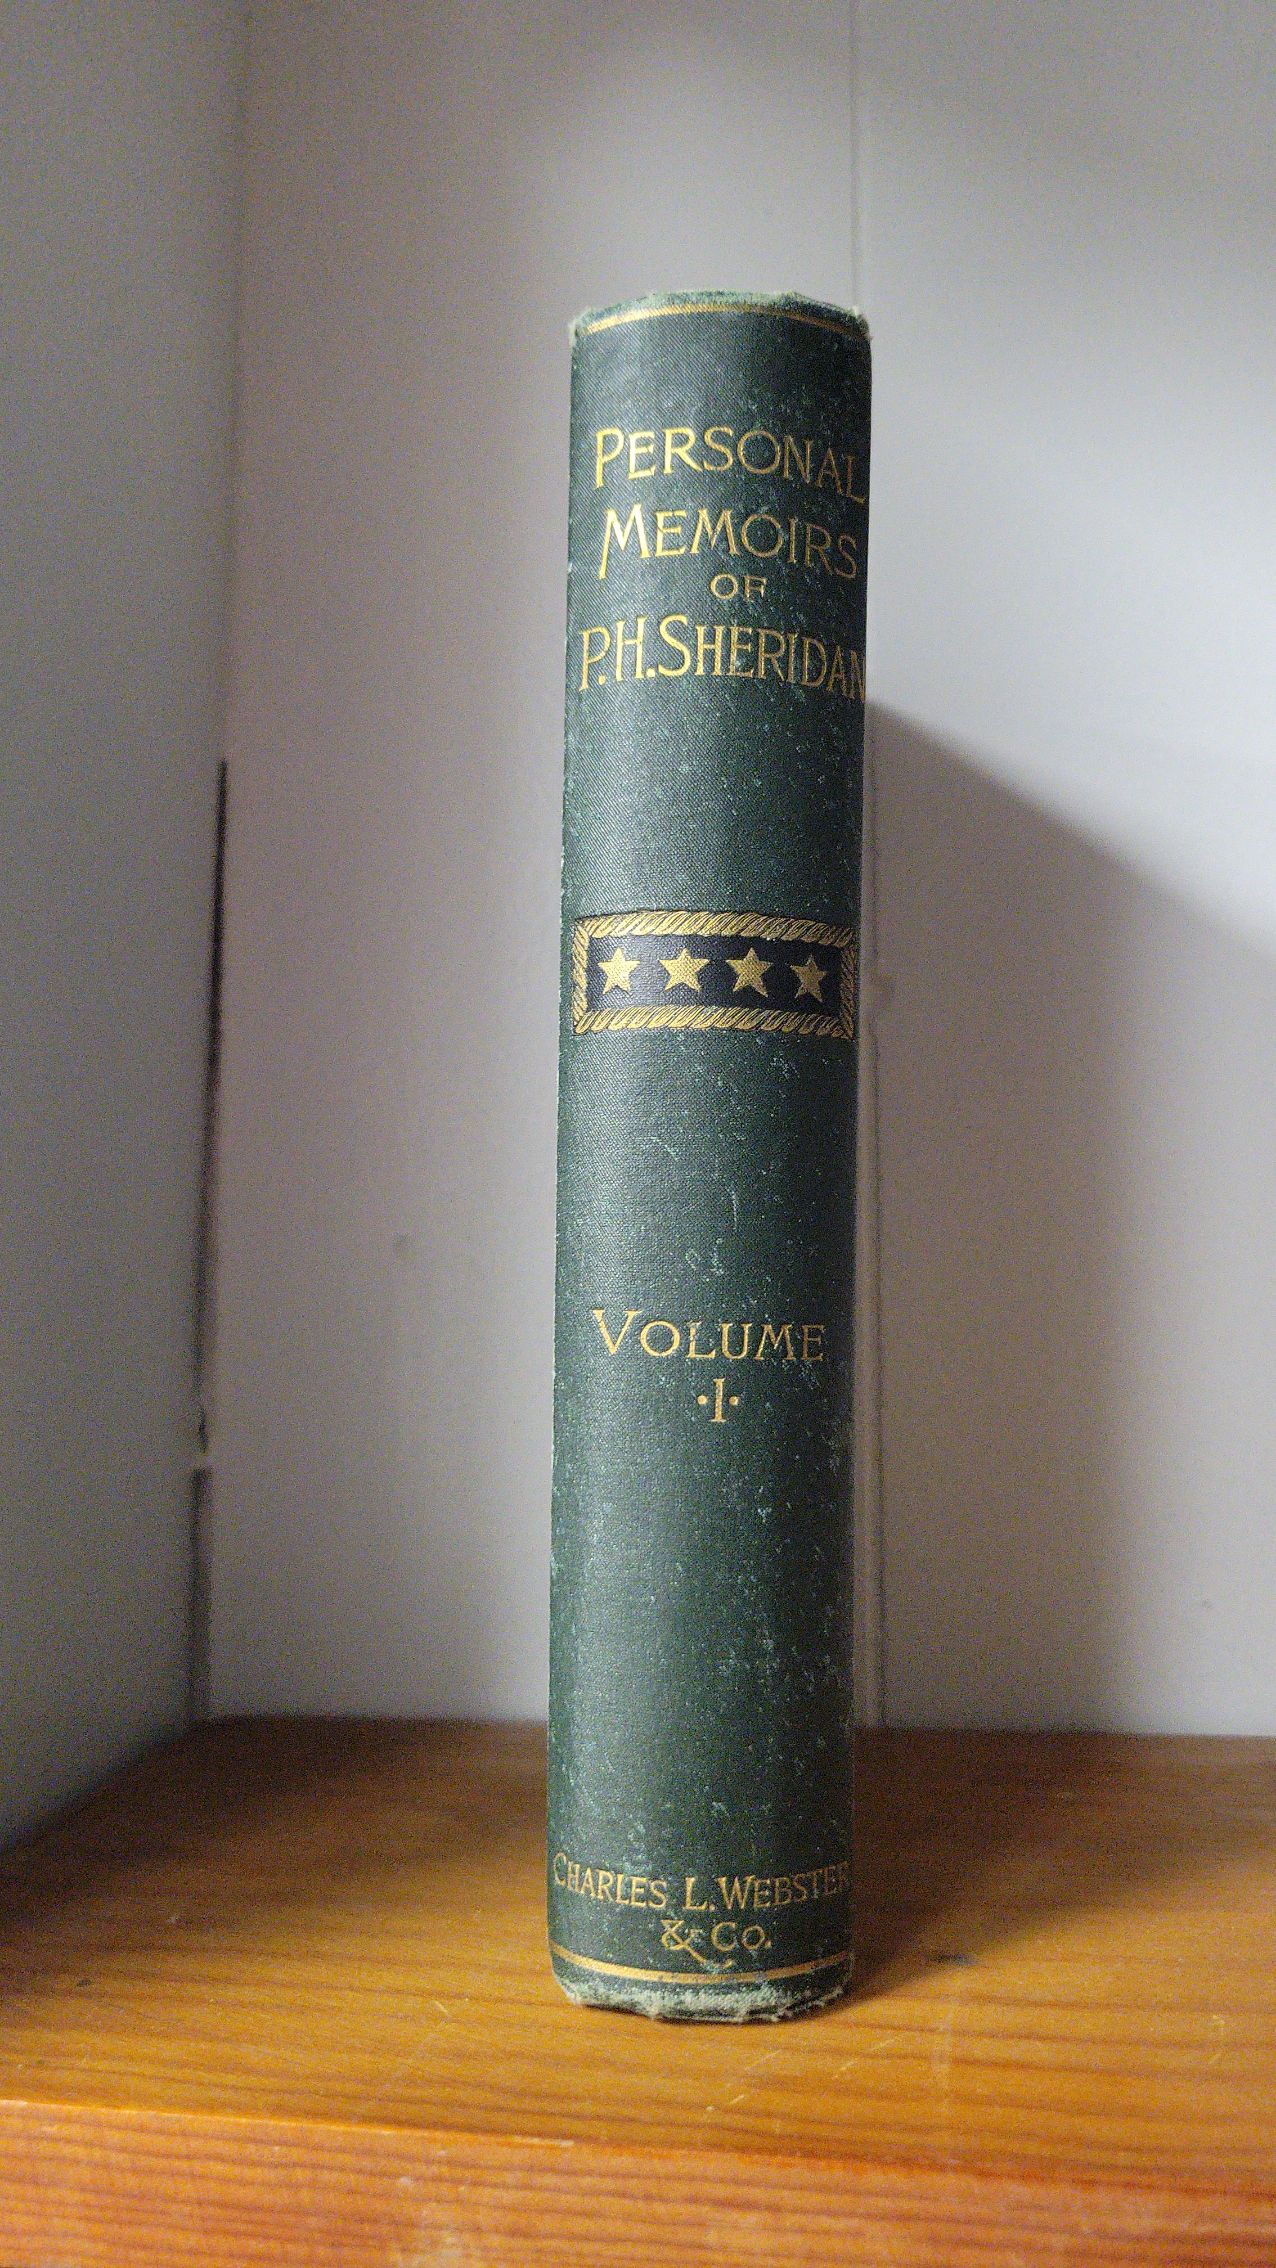 PERSONAL
MEMOIRS
OF
P.H. SHERIDAN
VOLUME
·I·
CHARLES L. WEBSTER
& CO.